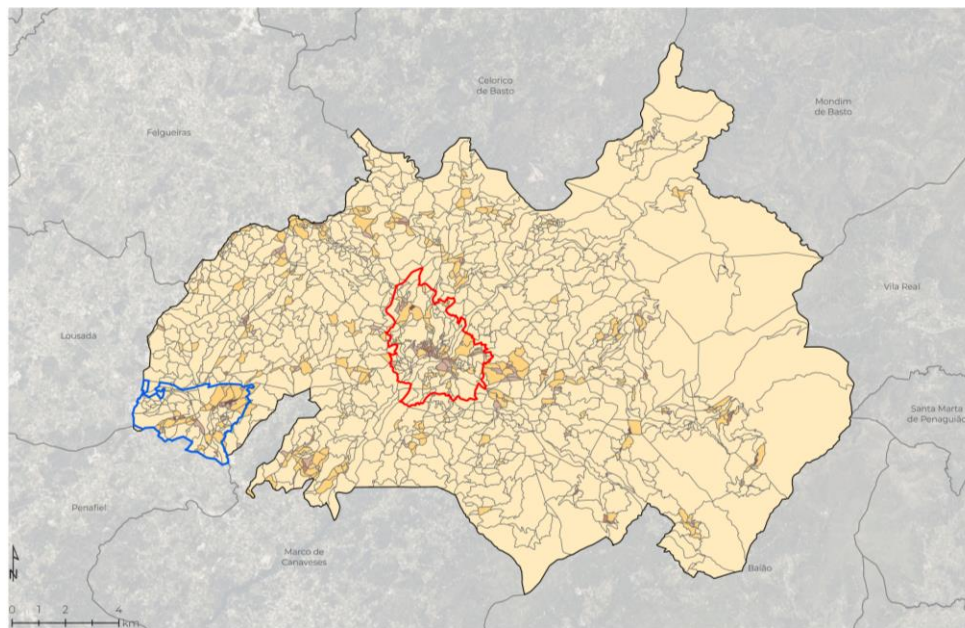 Celorico
de Basto
Mondim
de Basto
Felgueiras
Vila Real
Lousada
Santa Marta
de Penaguião
Penafiel
Marco de
Canaveses
Baião
N
0 1 2 4
km